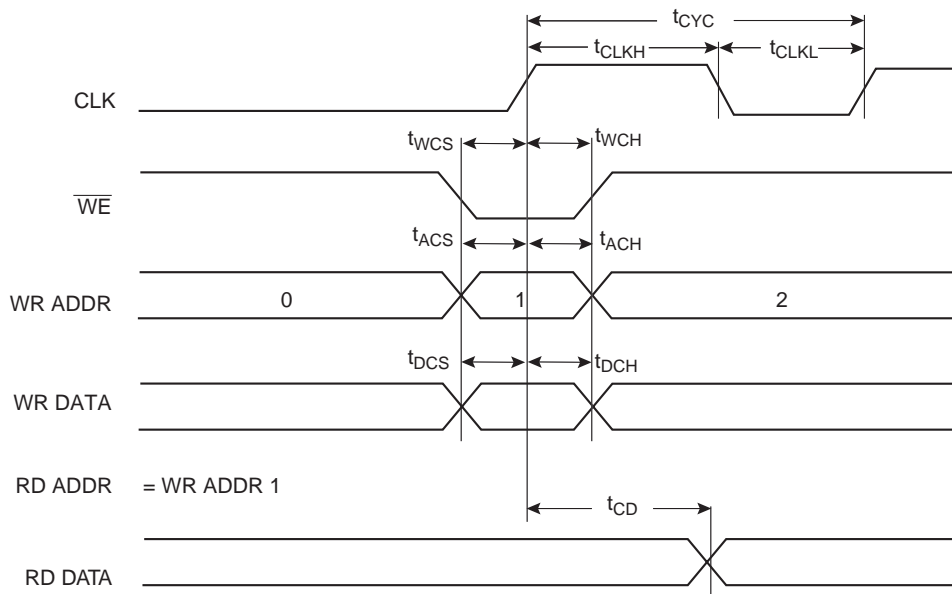 tCYC
tCLKH tCLKL
CLK
tWCS tWCH
WE
tACS tACH
WR ADDR 0 1 2
tDCS tDCH
WR DATA
RD ADDR = WR ADDR 1
tCD
RD DATA